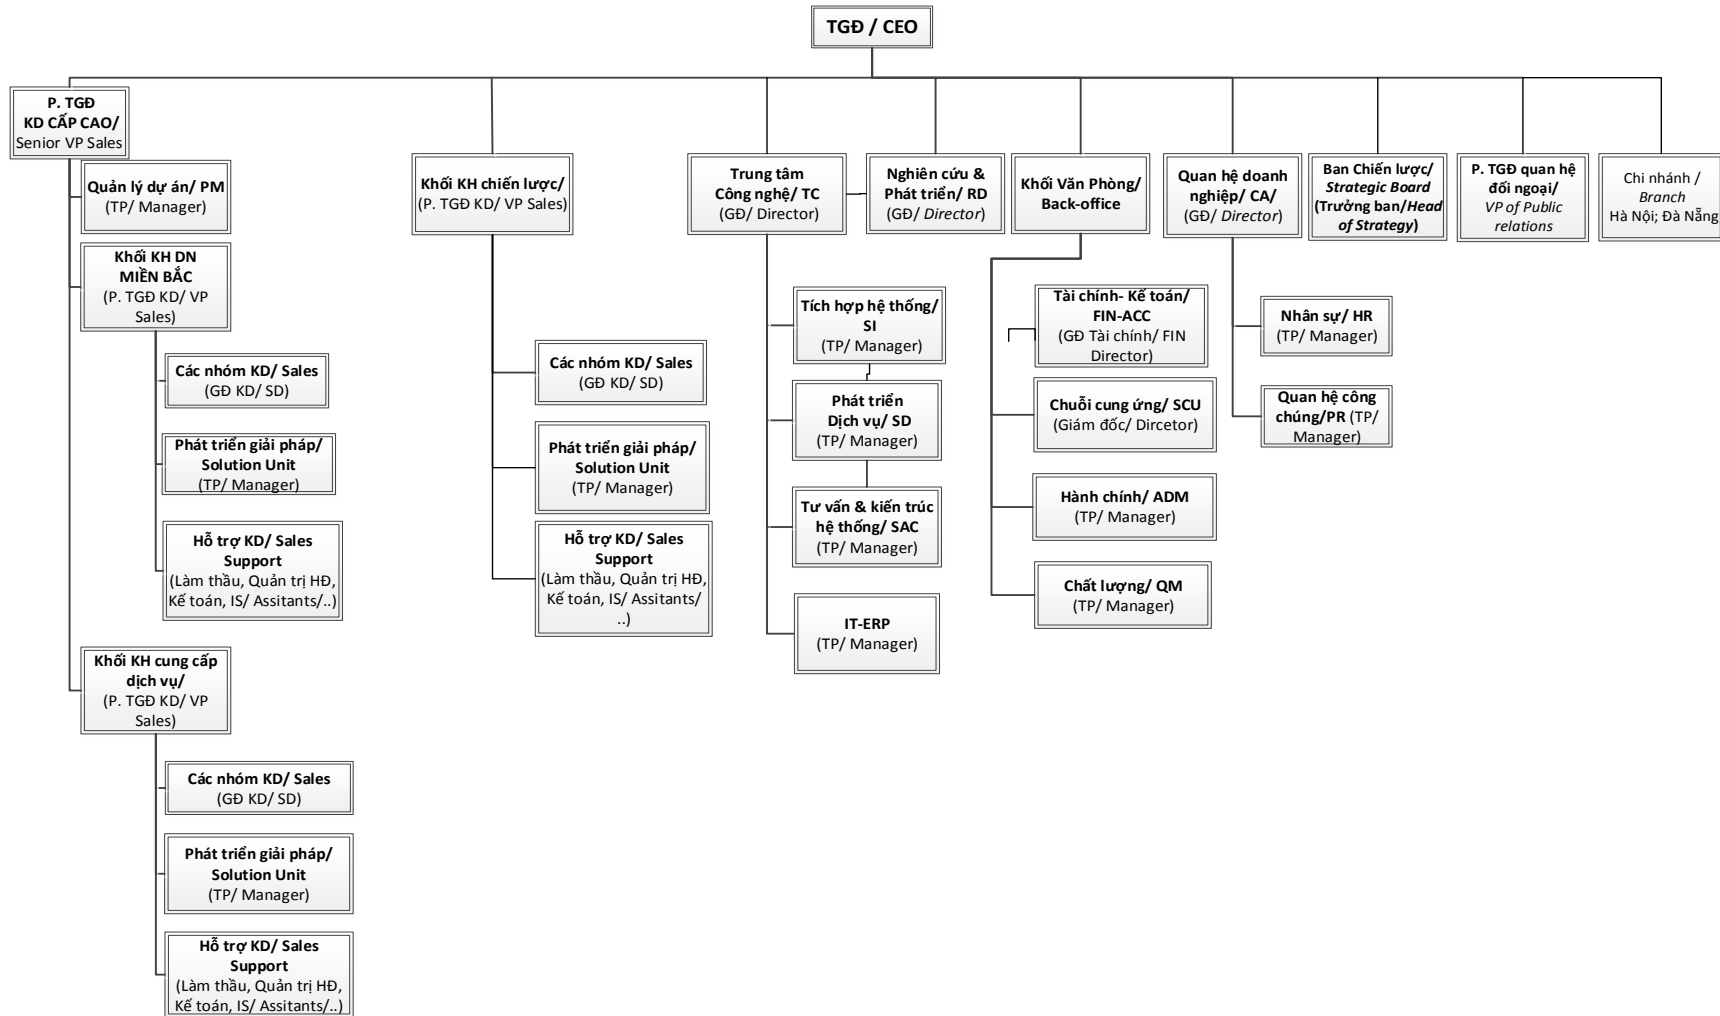 TGĐ / CEO
P. TGĐ
KD CẤP CAO/
Senior VP Sales
Quản lý dự án/ PM
(TP/ Manager)
Khối KH DN
MIỀN BẮC
(P. TGĐ KD/ VP
Sales)
Các nhóm KD/ Sales
(GĐ KD/ SD)
Phát triển giải pháp/
Solution Unit
(TP/ Manager)
Hỗ trợ KD/ Sales
Support
(Làm thầu, Quản trị HĐ,
Kế toán, IS/ Assitants/..)
Khối KH cung cấp
dịch vụ/
(P. TGĐ KD/ VP
Sales)
Các nhóm KD/ Sales
(GĐ KD/ SD)
Phát triển giải pháp/
Solution Unit
(TP/ Manager)
Hỗ trợ KD/ Sales
Support
(Làm thầu, Quản trị HĐ,
Kế toán, IS/ Assitants/..)
Khối KH chiến lược/
(P. TGĐ KD/ VP Sales)
Các nhóm KD/ Sales
(GĐ KD/ SD)
Phát triển giải pháp/
Solution Unit
(TP/ Manager)
Hỗ trợ KD/ Sales
Support
(Làm thầu, Quản trị HĐ,
Kế toán, IS/ Assitants/
..)
Trung tâm
Công nghệ/ TC
(GĐ/ Director)
Tích hợp hệ thống/
SI
(TP/ Manager)
Phát triển
Dịch vụ/ SD
(TP/ Manager)
Tư vấn & kiến trúc
hệ thống/ SAC
(TP/ Manager)
IT-ERP
(TP/ Manager)
Nghiên cứu &
Phát triển/ RD
(GĐ/ Director)
Khối Văn Phòng/
Back-office
Tài chính- Kế toán/
FIN-ACC
(GĐ Tài chính/ FIN
Director)
Chuỗi cung ứng/ SCU
(Giám đốc/ Dircetor)
Hành chính/ ADM
(TP/ Manager)
Chất lượng/ QM
(TP/ Manager)
Quan hệ doanh
nghiệp/ CA/
(GĐ/ Director)
Nhân sự/ HR
(TP/ Manager)
Quan hệ công
chúng/PR (TP/
Manager)
Ban Chiến lược/
Strategic Board
(Trưởng ban/Head
of Strategy)
P. TGĐ quan hệ
đối ngoại/
VP of Public
relations
Chi nhánh /
Branch
Hà Nội; Đà Nẵng